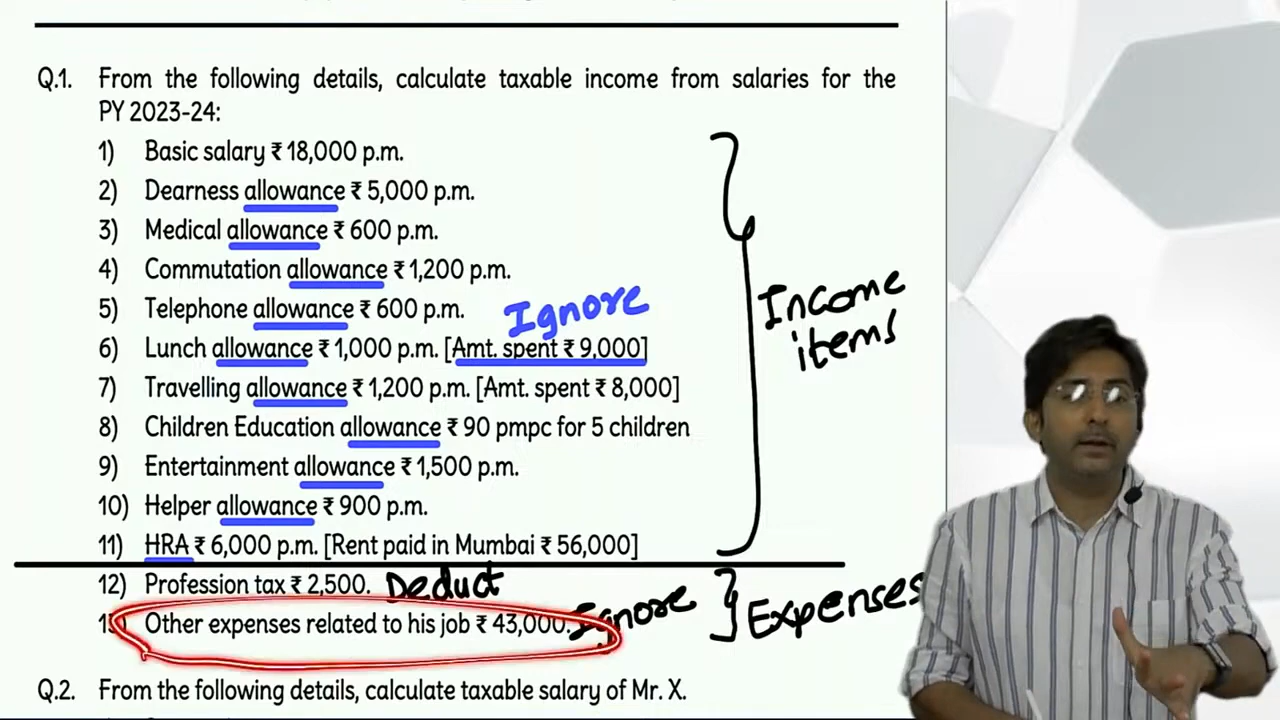 Q.1. From the following details, calculate taxable income from salaries for the
PY 2023-24:
1) Basic salary ₹ 18,000 p.m.
2) Dearness allowance ₹ 5,000 p.m.
3) Medical allowance ₹ 600 p.m.
4) Commutation allowance ₹ 1,200 p.m.
5) Telephone allowance ₹ 600 p.m. Ignore
6) Lunch allowance ₹ 1,000 p.m. [Amt. spent ₹ 9,000]
7) Travelling allowance ₹ 1,200 p.m. [Amt. spent ₹ 8,000]
8) Children Education allowance ₹ 90 pmpc for 5 children
9) Entertainment allowance ₹ 1,500 p.m.
10) Helper allowance ₹ 900 p.m.
11) HRA ₹ 6,000 p.m. [Rent paid in Mumbai ₹ 56,000]
Income
items
12) Profession tax ₹ 2,500. Deduct
Other expenses related to his job ₹ 43,000. Ignore
Expenses
Q.2. From the following details, calculate taxable salary of Mr. X.